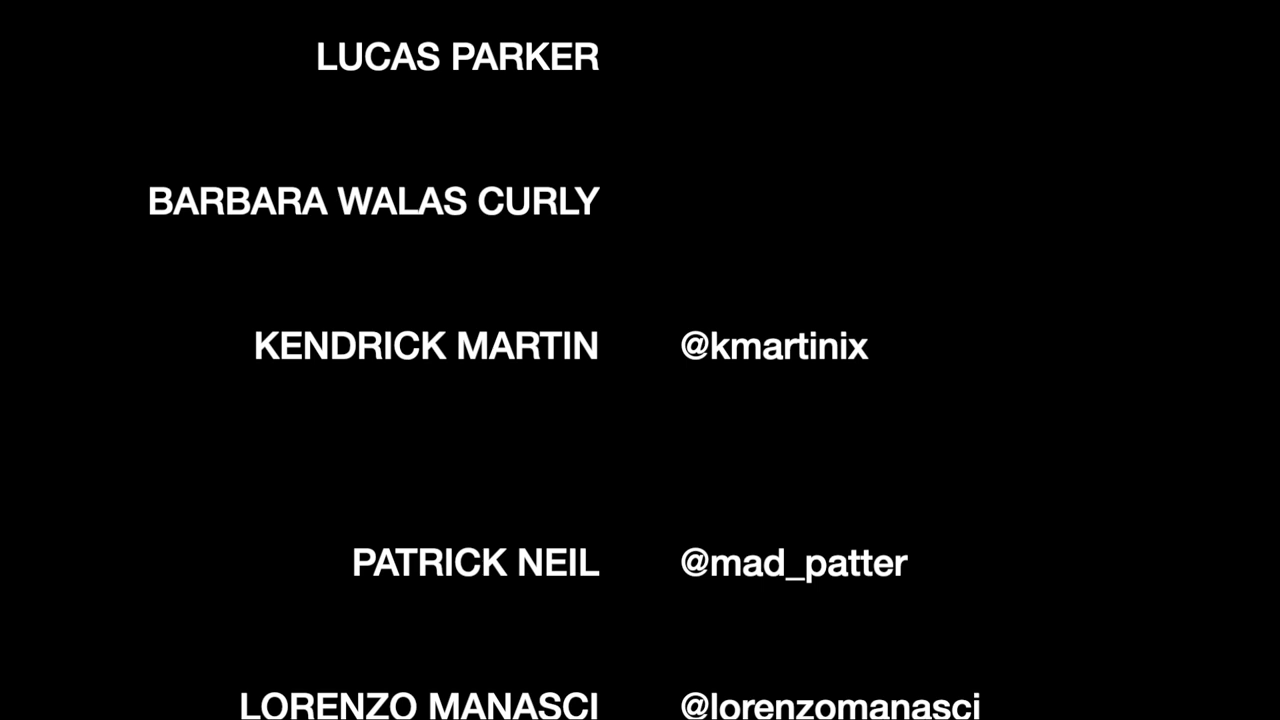 LUCAS PARKER
BARBARA WALAS CURLY
KENDRICK MARTIN @kmartinix
PATRICK NEIL @mad_patter
LORENZO MANASCI @lorenzomanasci